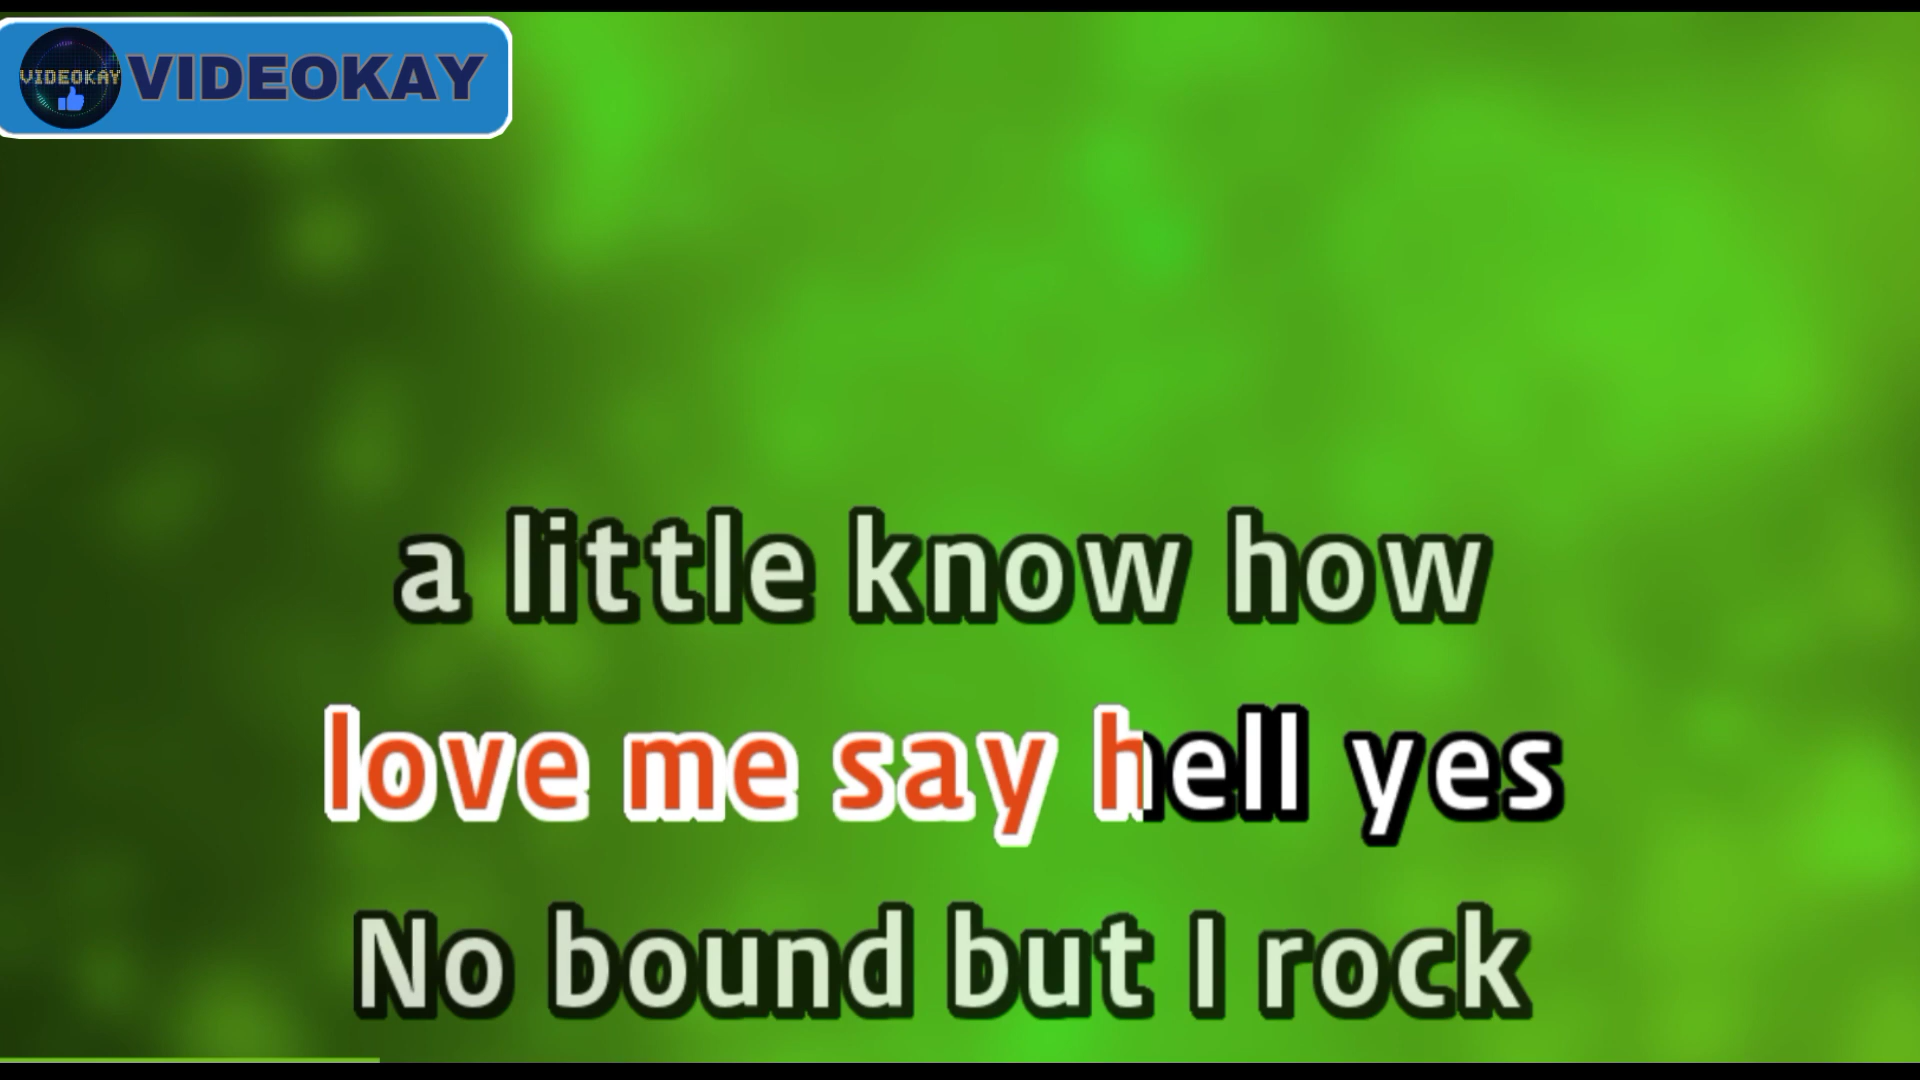 VIDEOKAY
VIDEOKAY
a little know how
love me say hell yes
No bound but I rock